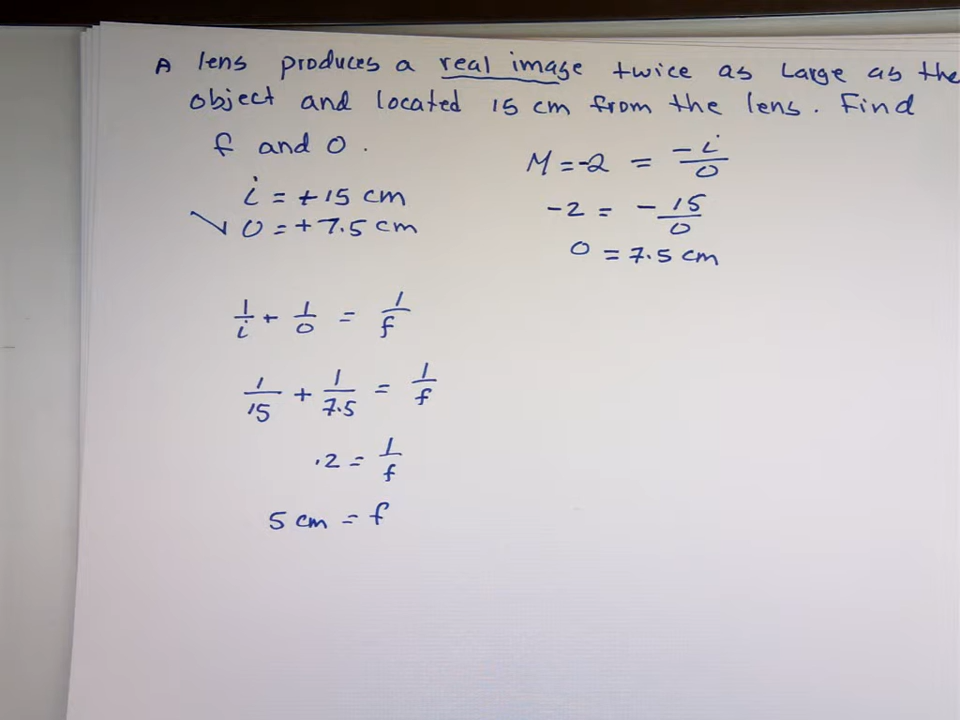 A lens produces a real image twice as large as the
object and located 15 cm from the lens. Find
f and o.
i = +15 cm
o = +7.5 cm
M = -2 = -i/o
-2 = -15/o
o = 7.5 cm
1/i + 1/o = 1/f
1/15 + 1/7.5 = 1/f
.2 = 1/f
5 cm = f